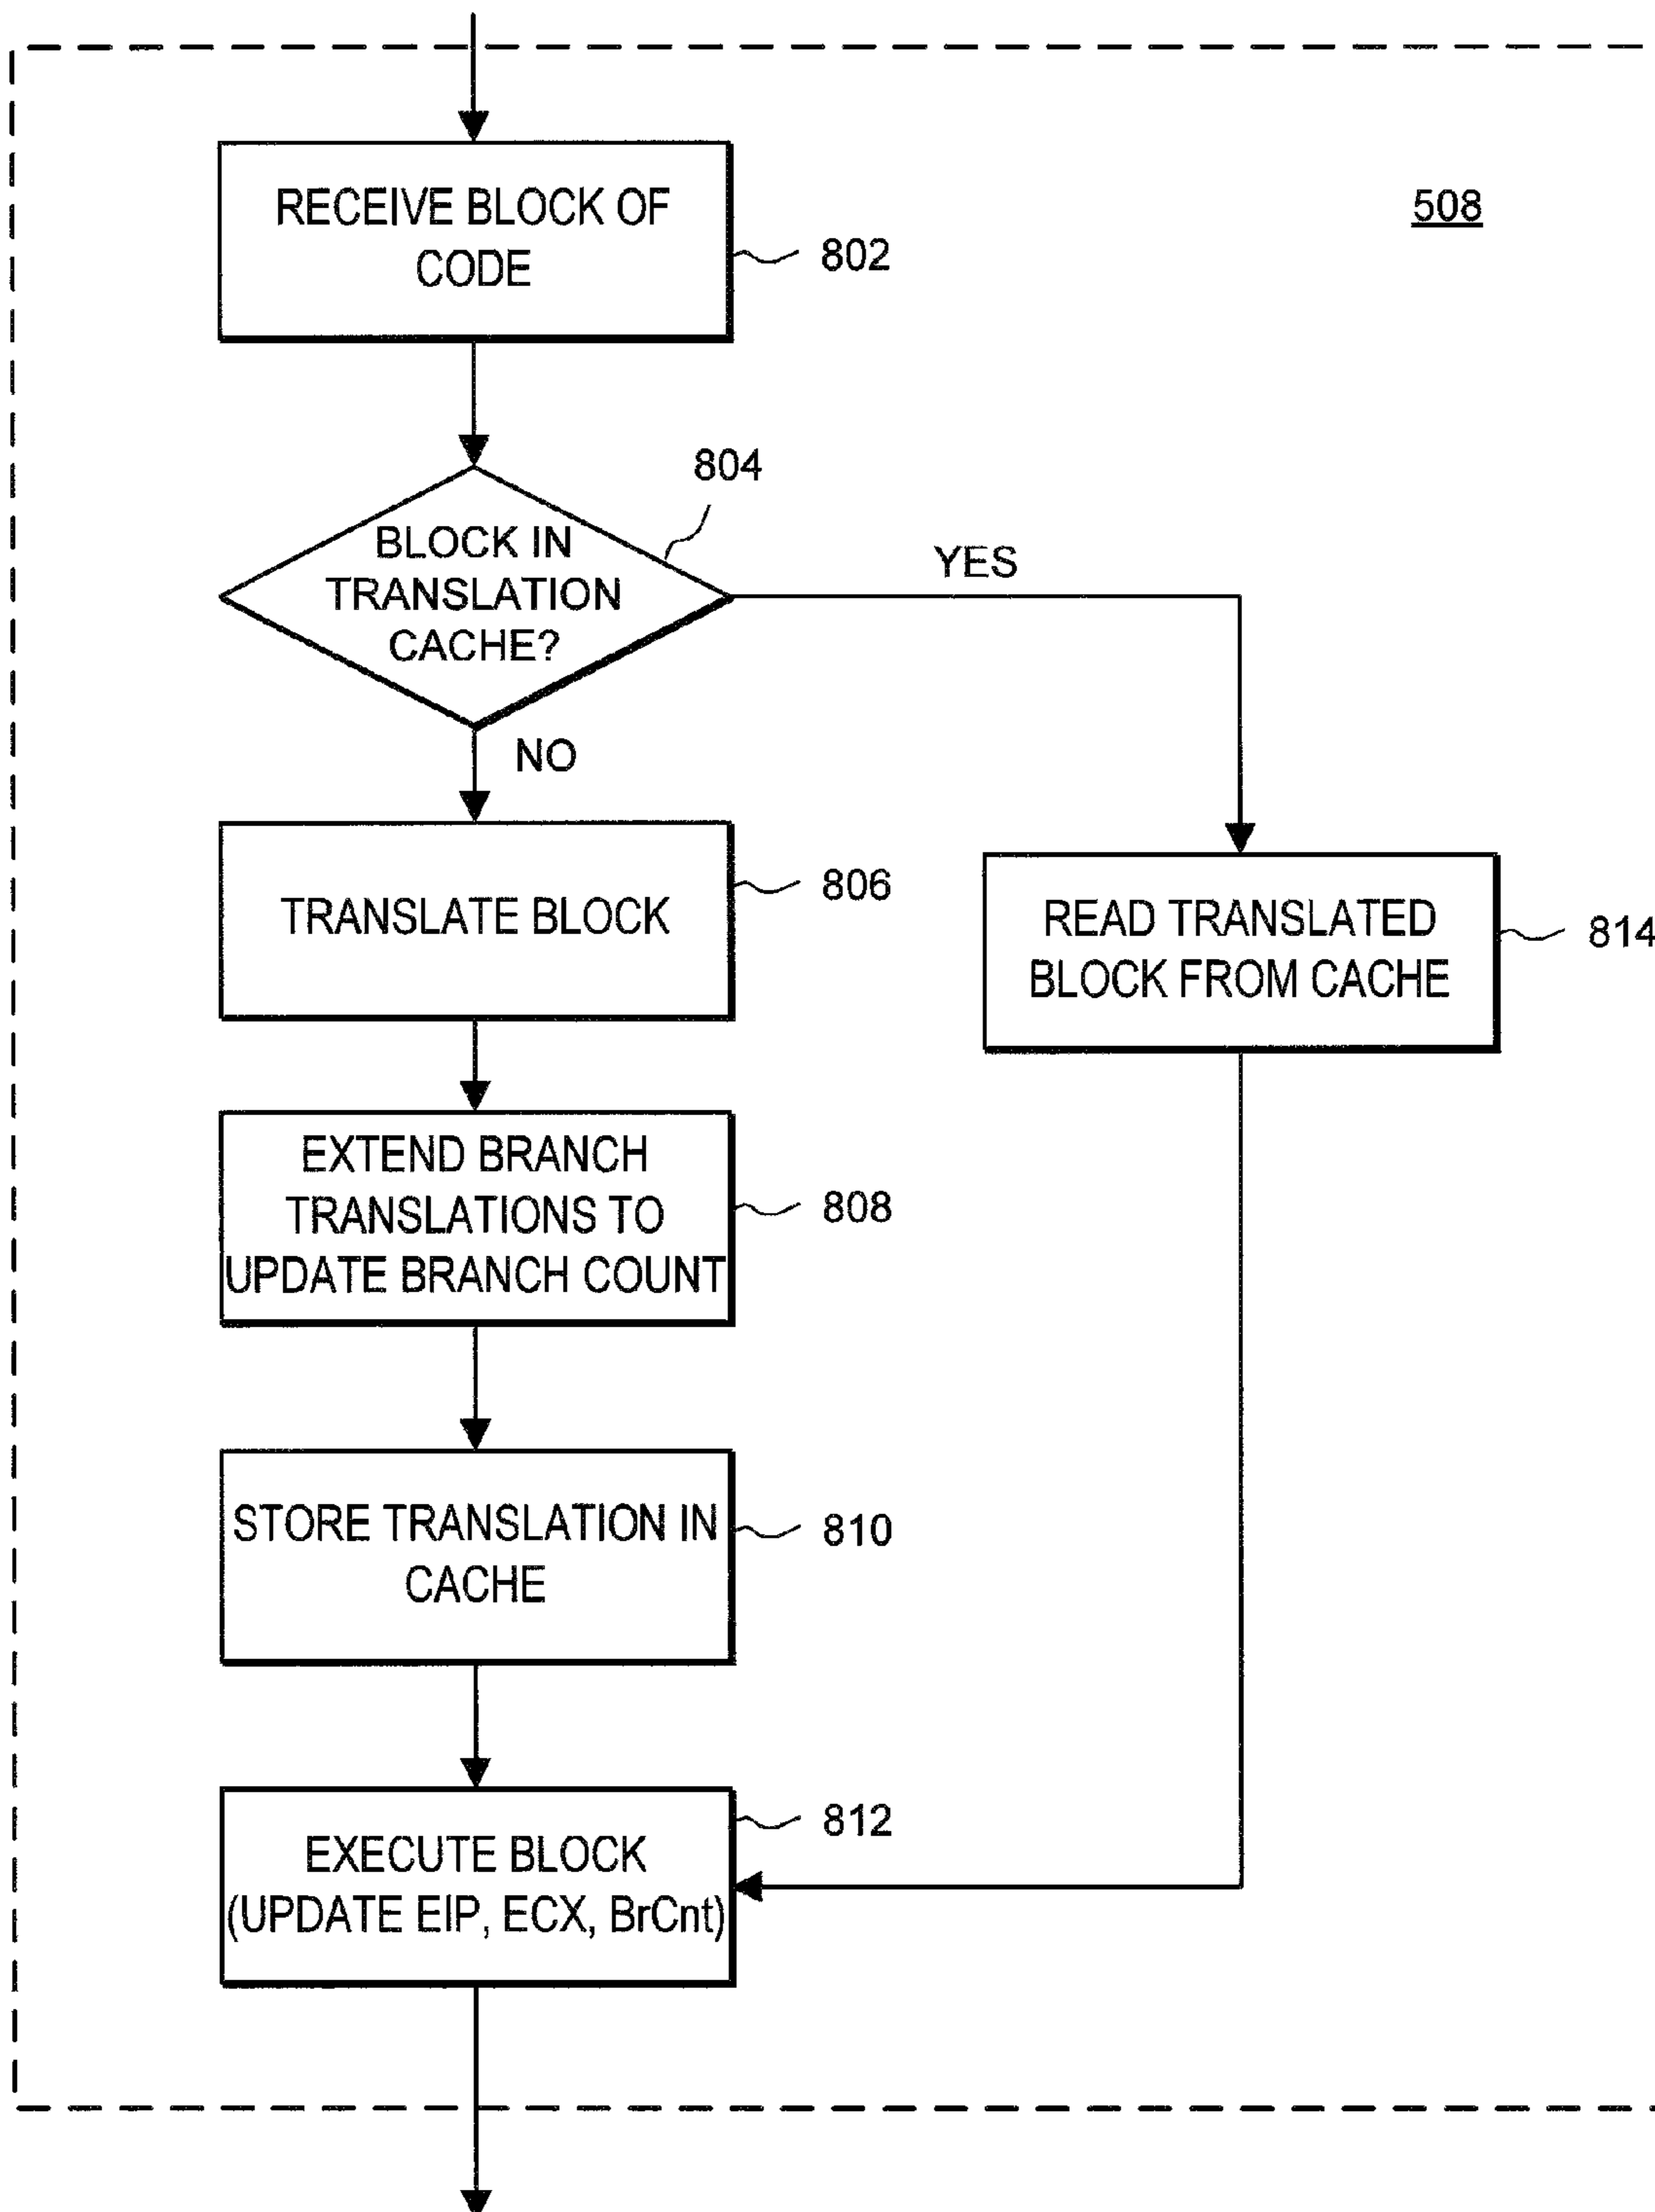 508
RECEIVE BLOCK OF
CODE
802
804
BLOCK IN
TRANSLATION
CACHE?
YES
NO
TRANSLATE BLOCK
806
READ TRANSLATED
BLOCK FROM CACHE
814
EXTEND BRANCH
TRANSLATIONS TO
UPDATE BRANCH COUNT
808
STORE TRANSLATION IN
CACHE
810
EXECUTE BLOCK
(UPDATE EIP, ECX, BrCnt)
812